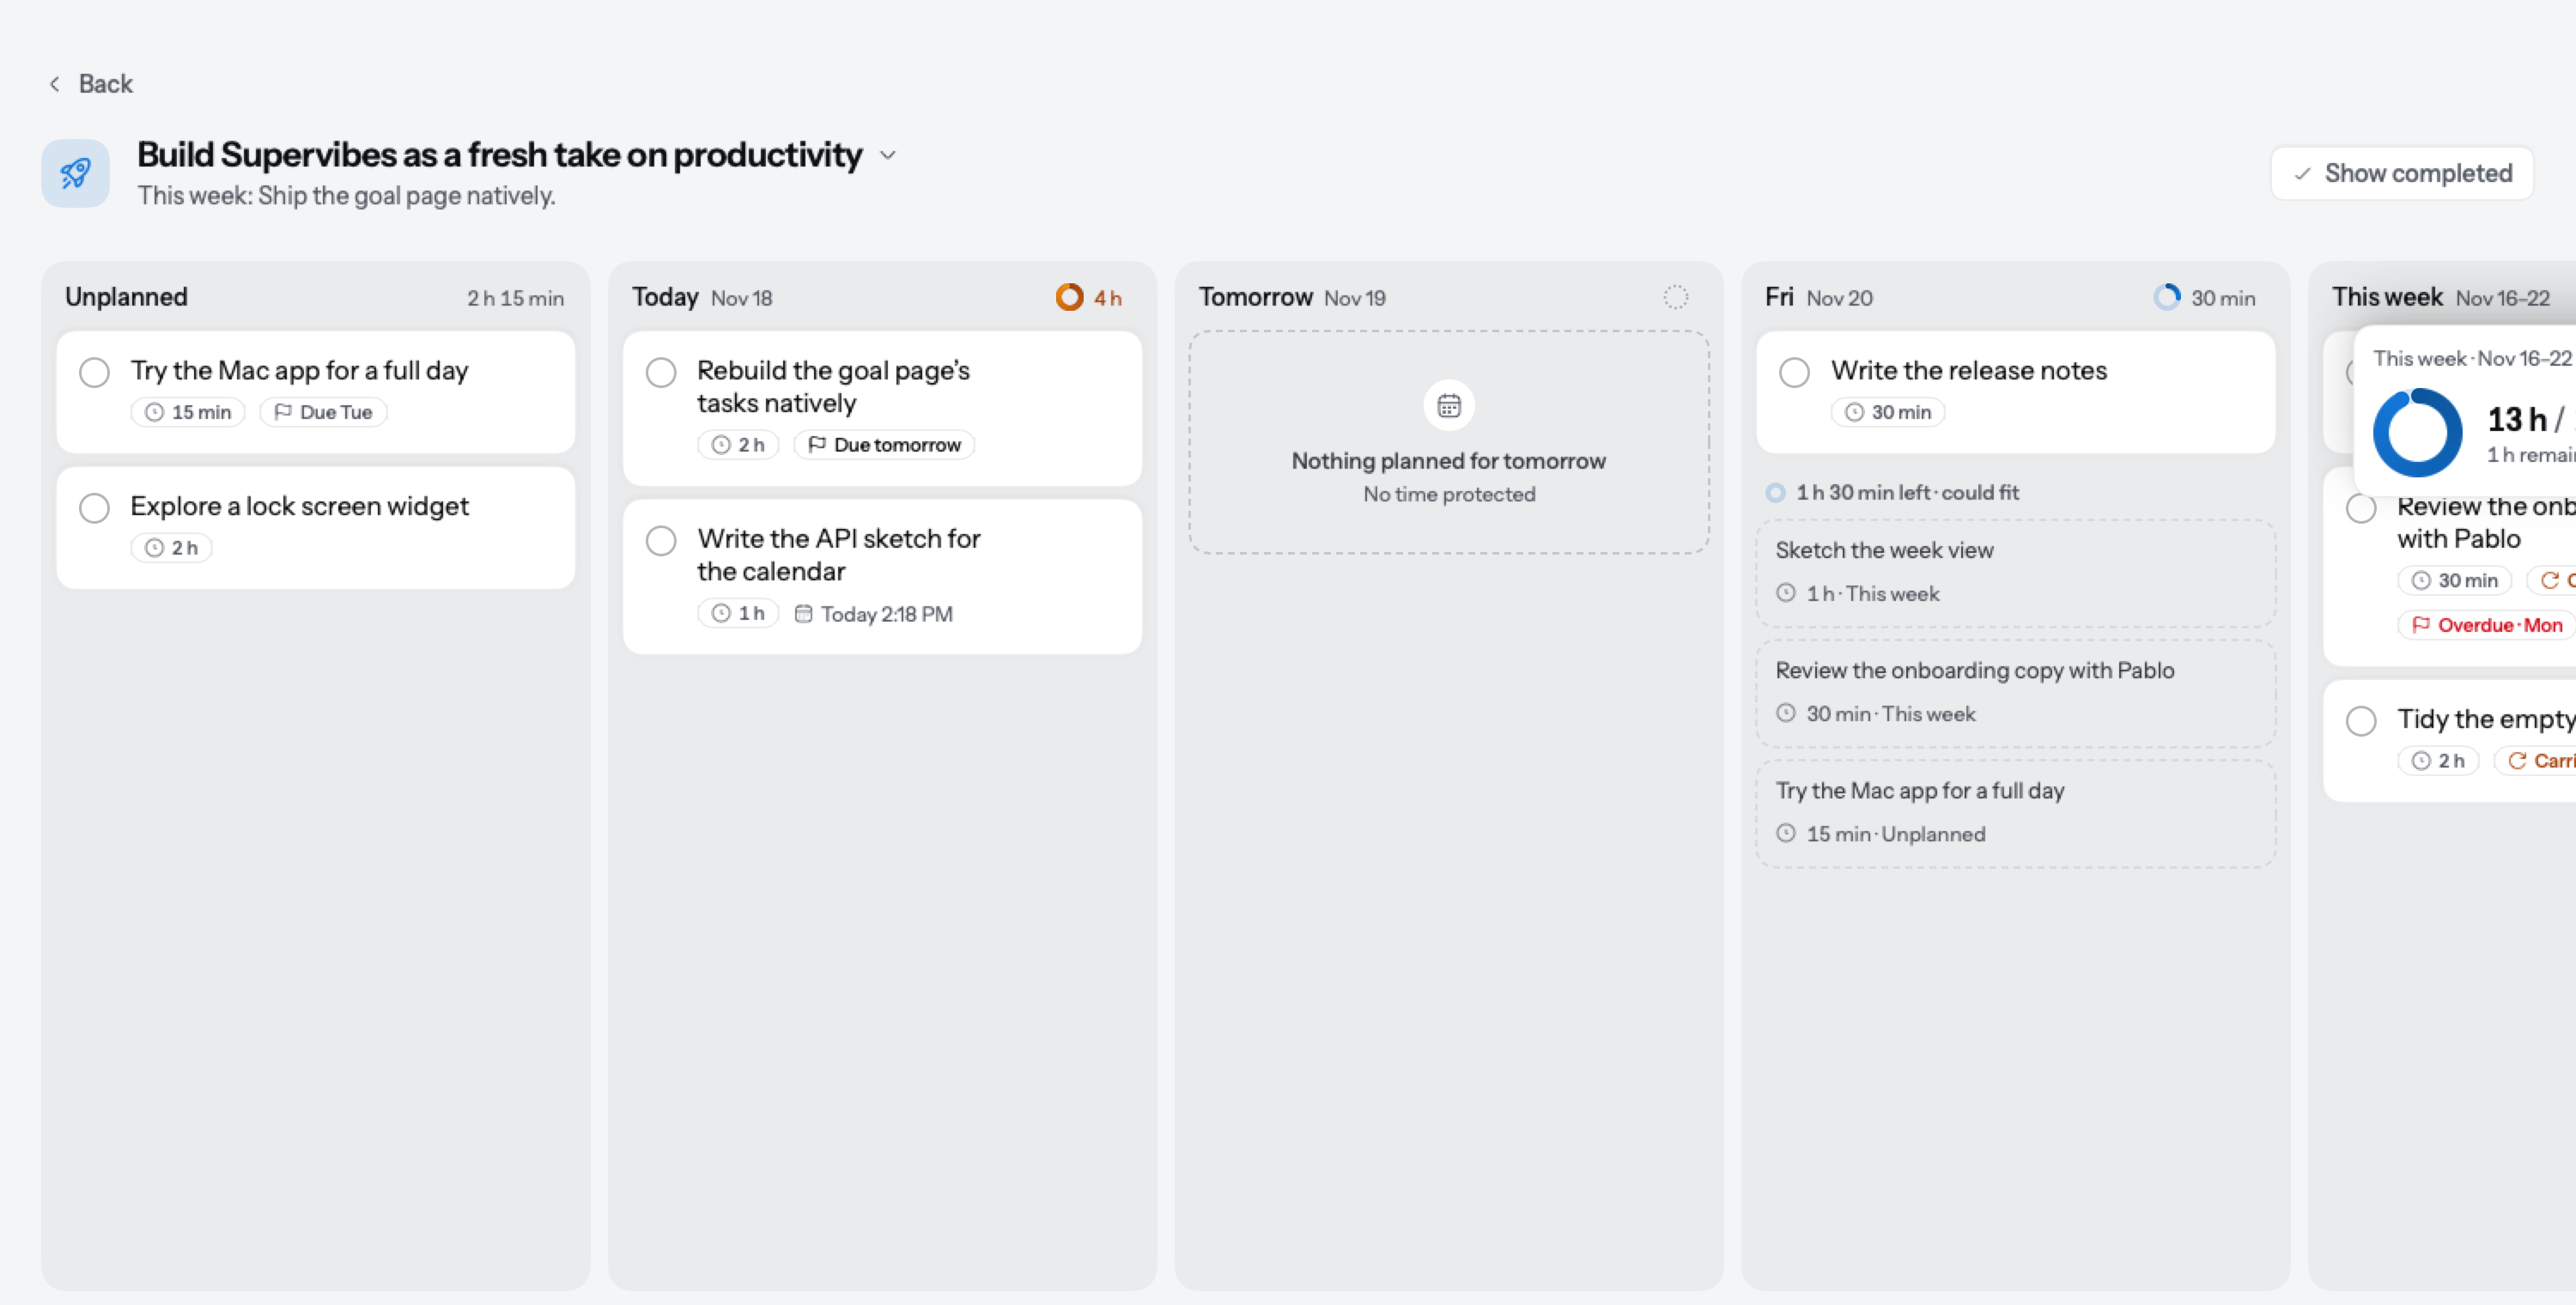 Back
Build Supervibes as a fresh take on productivity
This week: Ship the goal page natively.
Show completed
Unplanned
2 h 15 min
Try the Mac app for a full day
15 min
Due Tue
Explore a lock screen widget
2 h
Today Nov 18
4 h
Rebuild the goal page’s
tasks natively
2 h
Due tomorrow
Write the API sketch for
the calendar
1 h
Today 2:18 PM
Tomorrow Nov 19
Nothing planned for tomorrow
No time protected
Fri Nov 20
30 min
Write the release notes
30 min
1 h 30 min left · could fit
Sketch the week view
1 h · This week
Review the onboarding copy with Pablo
30 min · This week
Try the Mac app for a full day
15 min · Unplanned
This week Nov 16–22
This week · Nov 16–22
13 h /
1 h
Review the
with Pablo
30 min
Overdue · Mon
Tidy the empty
2 h